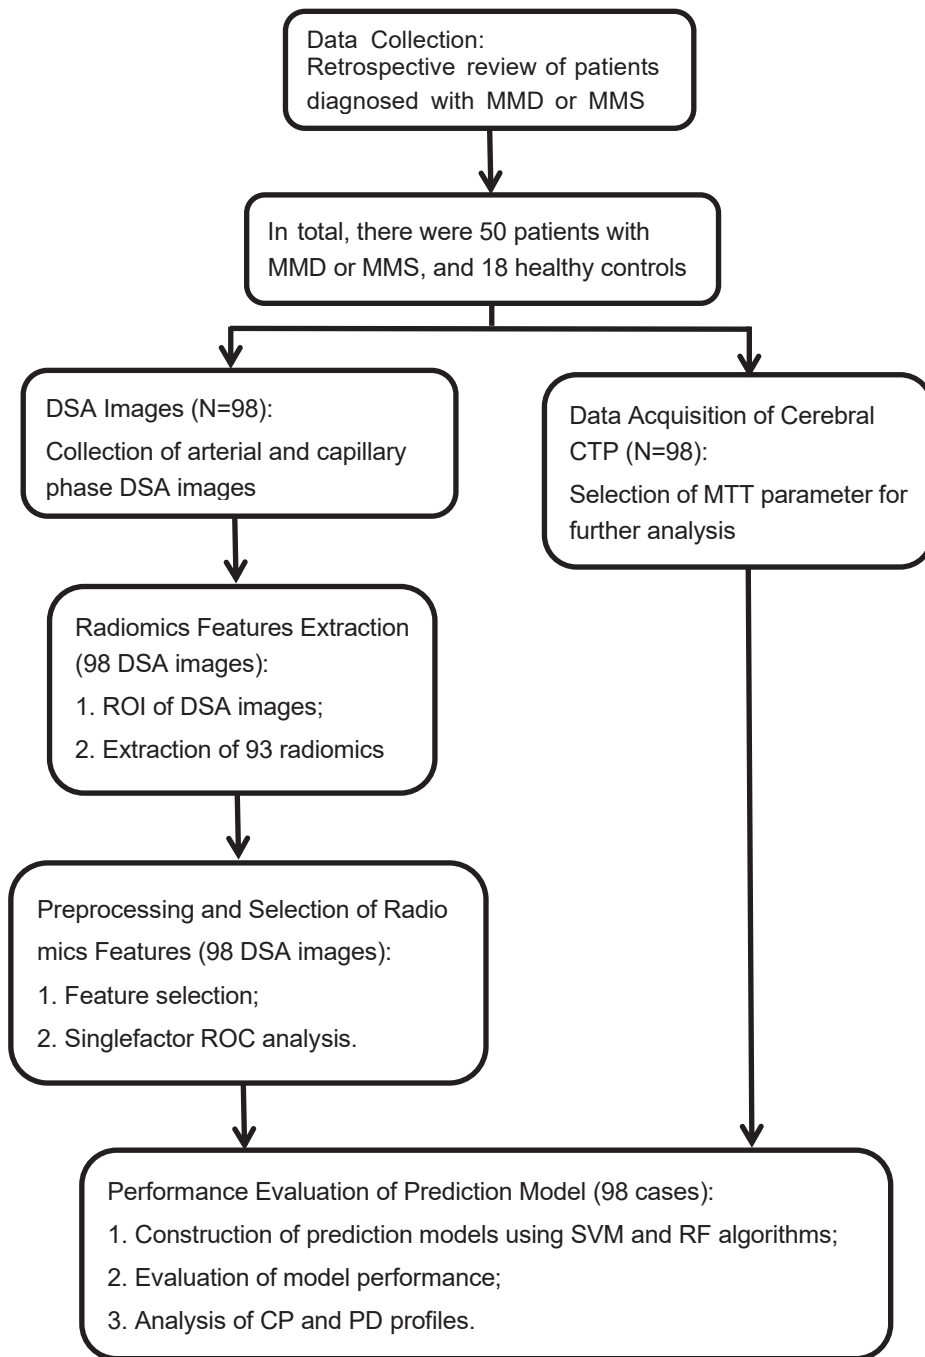 Data Collection:
Retrospective review of patients
diagnosed with MMD or MMS
In total, there were 50 patients with
MMD or MMS, and 18 healthy controls
DSA Images (N=98):
Collection of arterial and capillary
phase DSA images
Data Acquisition of Cerebral
CTP (N=98):
Selection of MTT parameter for
further analysis
Radiomics Features Extraction
(98 DSA images):
1. ROI of DSA images;
2. Extraction of 93 radiomics
Preprocessing and Selection of Radio
mics Features (98 DSA images):
1. Feature selection;
2. Singlefactor ROC analysis.
Performance Evaluation of Prediction Model (98 cases):
1. Construction of prediction models using SVM and RF algorithms;
2. Evaluation of model performance;
3. Analysis of CP and PD profiles.